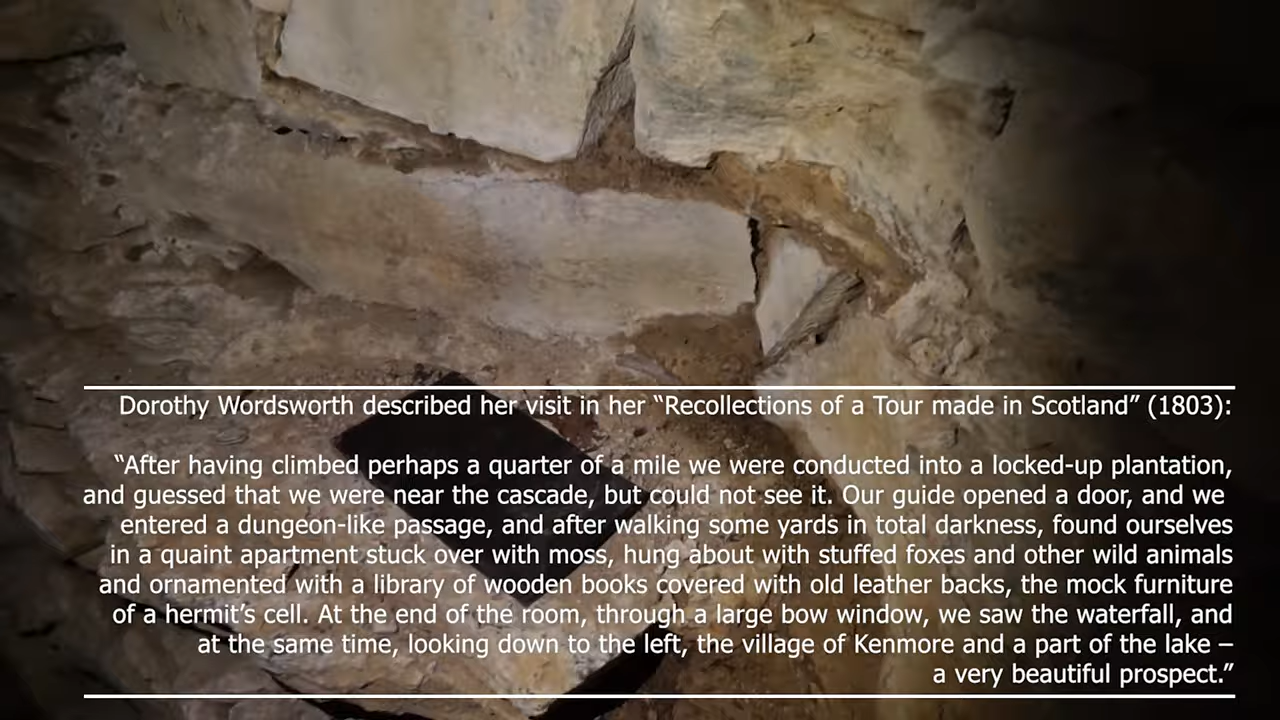 Dorothy Wordsworth described her visit in her “Recollections of a Tour made in Scotland” (1803):
“After having climbed perhaps a quarter of a mile we were conducted into a locked-up plantation,
and guessed that we were near the cascade, but could not see it. Our guide opened a door, and we
entered a dungeon-like passage, and after walking some yards in total darkness, found ourselves
in a quaint apartment stuck over with moss, hung about with stuffed foxes and other wild animals
and ornamented with a library of wooden books covered with old leather backs, the mock furniture
of a hermit’s cell. At the end of the room, through a large bow window, we saw the waterfall, and
at the same time, looking down to the left, the village of Kenmore and a part of the lake –
a very beautiful prospect.”